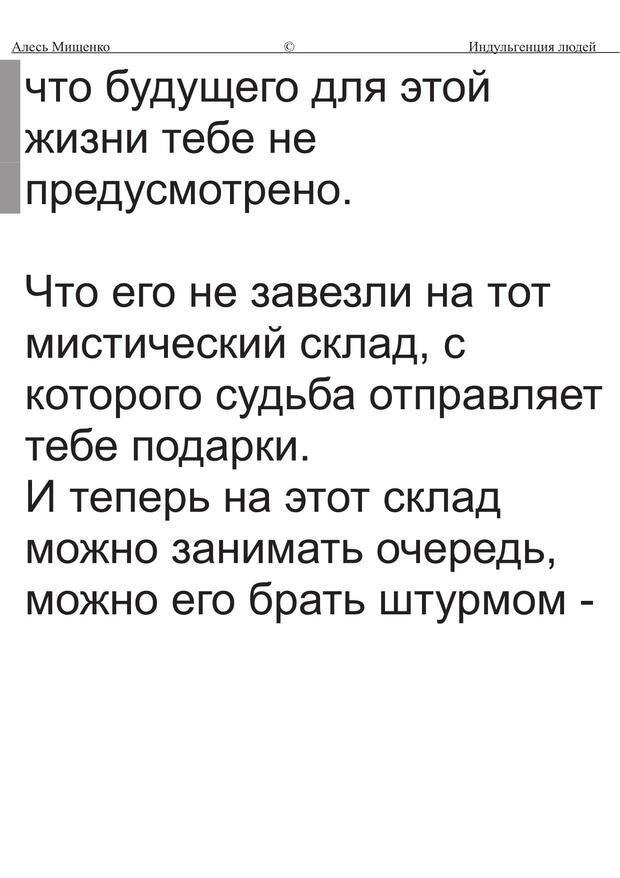 Алесь Мищенко © Индульгенция людей
что будущего для этой
жизни тебе не
предусмотрено.
Что его не завезли на тот
мистический склад, с
которого судьба отправляет
тебе подарки.
И теперь на этот склад
можно занимать очередь,
можно его брать штурмом -